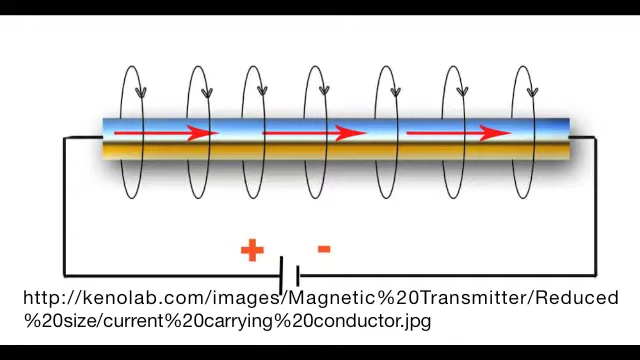 + -
http://kenolab.com/images/Magnetic%20Transmitter/Reduced
%20size/current%20carrying%20conductor.jpg